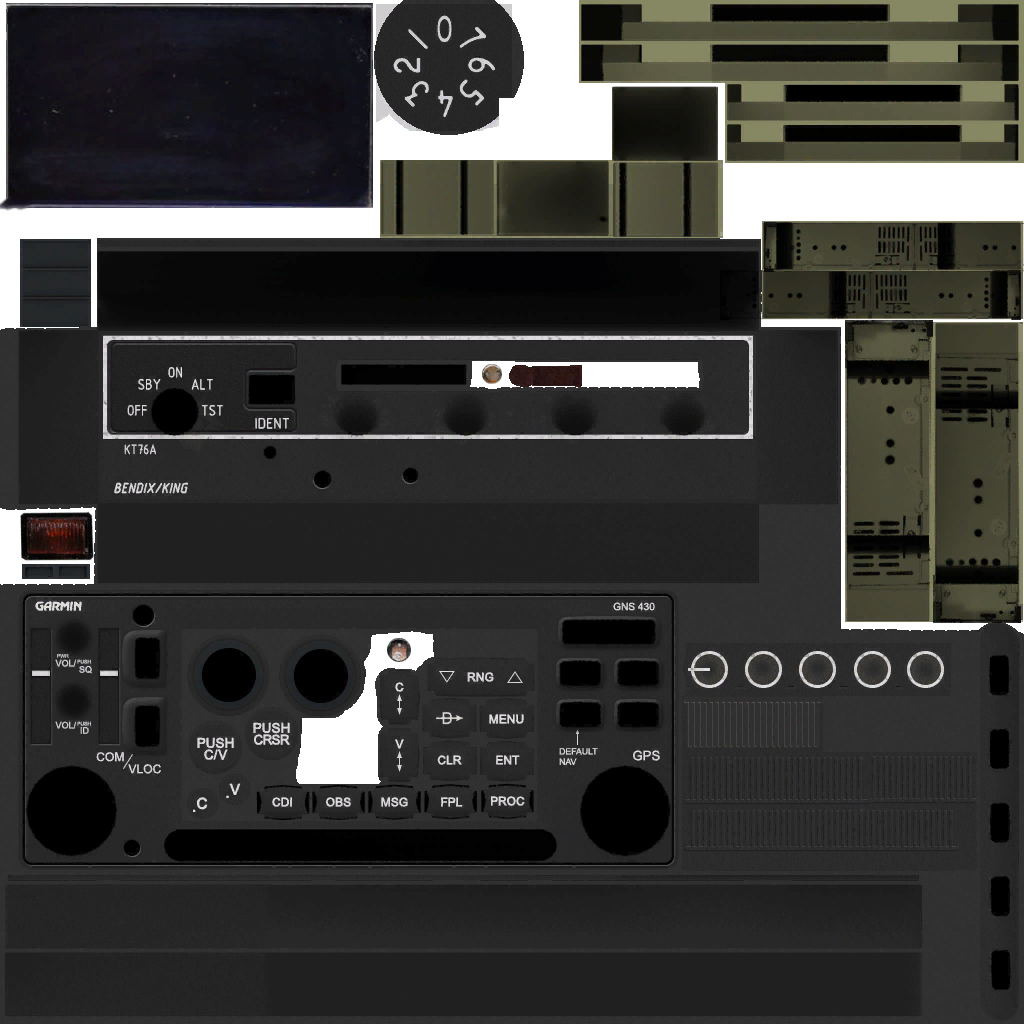 0 7 6 5 4 3 2 1
ON
SBY ALT
OFF TST
IDENT
KT76A
BENDIX/KING
GARMIN GNS 430
PWR
VOL/PUSH SQ
VOL/PUSH ID
COM/VLOC
PUSH C/V
PUSH CRSR
.C .V
C
V
RNG
D MENU
CLR ENT
CDI OBS MSG FPL PROC
DEFAULT
NAV
GPS